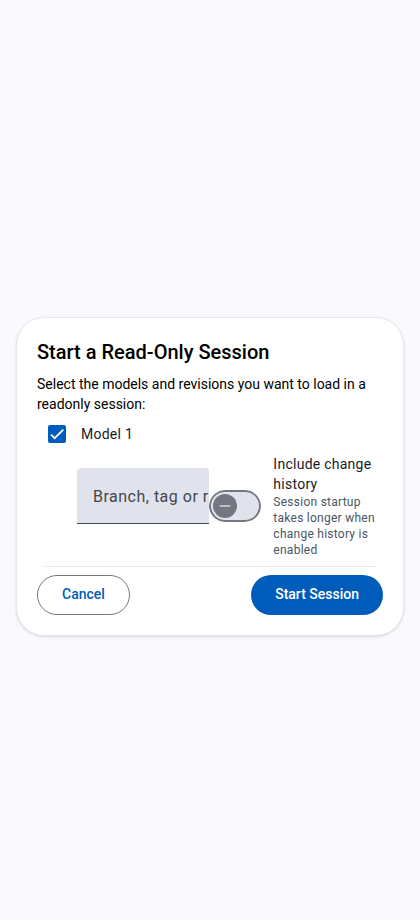 Start a Read-Only Session
Select the models and revisions you want to load in a
readonly session:
Model 1
Branch, tag or r
Include change
history
Session startup
takes longer when
change history is
enabled
Cancel
Start Session